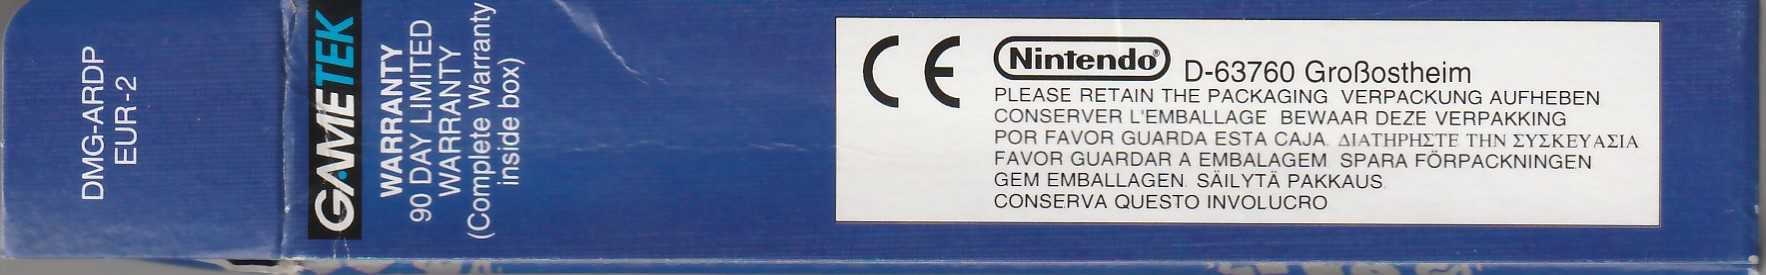 DMG-ARDP
EUR-2
GAMETEK
WARRANTY
90 DAY LIMITED
WARRANTY
(Complete Warranty
inside box)
CE
Nintendo® D-63760 Großostheim
PLEASE RETAIN THE PACKAGING VERPACKUNG AUFHEBEN
CONSERVER L'EMBALLAGE BEWAAR DEZE VERPAKKING
POR FAVOR GUARDA ESTA CAJA. ΔΙΑΤΗΡΗΣΤΕ ΤΗΝ ΣΥΣΚΕΥΑΣΙΑ
FAVOR GUARDAR A EMBALAGEM SPARA FÖRPACKNINGEN
GEM EMBALLAGEN. SÄILYTÄ PAKKAUS.
CONSERVA QUESTO INVOLUCRO